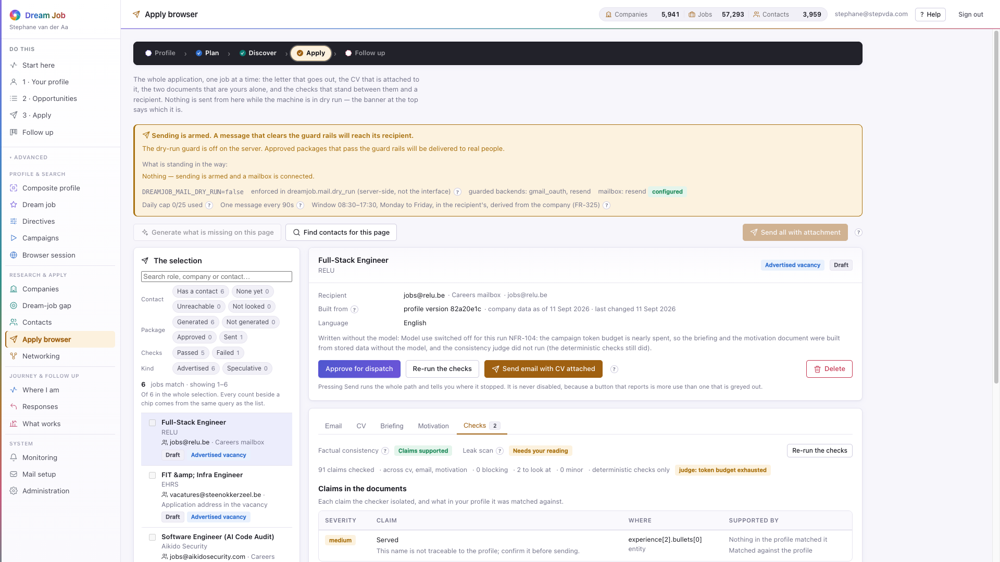 Dream Job
Stephane van der Aa
DO THIS
Start here
1 · Your profile
2 · Opportunities
3 · Apply
Follow up
ADVANCED
PROFILE & SEARCH
Composite profile
Dream job
Directives
Campaigns
Browser session
RESEARCH & APPLY
Companies
Dream-job gap
Contacts
Apply browser
Networking
JOURNEY & FOLLOW UP
Where I am
Responses
What works
SYSTEM
Monitoring
Mail setup
Administration
Apply browser
Companies 5,941 Jobs 57,293 Contacts 3,959
stephane@stepvda.com
? Help
Sign out
Profile › Plan › Discover › Apply › Follow up
The whole application, one job at a time: the letter that goes out, the CV that is attached to
it, the two documents that are yours alone, and the checks that stand between them and a
recipient. Nothing is sent from here while the machine is in dry run — the banner at the top
says which it is.
Sending is armed. A message that clears the guard rails will reach its recipient.
The dry-run guard is off on the server. Approved packages that pass the guard rails will be delivered to real people.
What is standing in the way:
Nothing — sending is armed and a mailbox is connected.
DREAMJOB_MAIL_DRY_RUN=false enforced in dreamjob.mail.dry_run (server-side, not the interface) ? guarded backends: gmail_oauth, resend mailbox: resend configured
Daily cap 0/25 used ? One message every 90s ? Window 08:30–17:30, Monday to Friday, in the recipient's, derived from the company (FR-325) ?
Generate what is missing on this page
Find contacts for this page
Send all with attachment ?
The selection
Search role, company or contact…
Contact
Has a contact 6 None yet 0
Unreachable 0 Not looked 0
Package
Generated 6 Not generated 0
Approved 0 Sent 1
Checks Passed 5 Failed 1
Kind Advertised 6 Speculative 0
6 jobs match · showing 1–6
Of 6 in the whole selection. Every count beside a
chip comes from the same query as the list.
Full-Stack Engineer
RELU
jobs@relu.be · Careers mailbox
Draft Advertised vacancy
FIT &amp; Infra Engineer
EHRS
vacatures@steenokkerzeel.be ·
Application address in the vacancy
Draft Advertised vacancy
Software Engineer (AI Code Audit)
Aikido Security
jobs@aikidosecurity.com · Careers
Full-Stack Engineer
RELU
Advertised vacancy Draft
Recipient jobs@relu.be · Careers mailbox · jobs@relu.be
Built from ? profile version 82a20e1c · company data as of 11 Sept 2026 · last changed 11 Sept 2026
Language English
Written without the model: Model use switched off for this run NFR-104: the campaign token budget is nearly spent, so the briefing and the motivation document were built
from stored data without the model, and the consistency judge did not run (the deterministic checks still did).
Approve for dispatch
Re-run the checks
Send email with CV attached ?
Delete
Pressing Send runs the whole path and tells you where it stopped. It is never disabled, because a button that reports is more use than one that is greyed out.
Email CV Briefing Motivation Checks 2
Factual consistency ? Claims supported Leak scan ? Needs your reading
Re-run the checks
91 claims checked · across cv, email, motivation · 0 blocking · 2 to look at · 0 minor · deterministic checks only judge: token budget exhausted
Claims in the documents
Each claim the checker isolated, and what in your profile it was matched against.
SEVERITY CLAIM WHERE SUPPORTED BY
medium Served experience[2].bullets[0] Nothing in the profile matched it
This name is not traceable to the profile; confirm it before sending. entity Matched against the profile